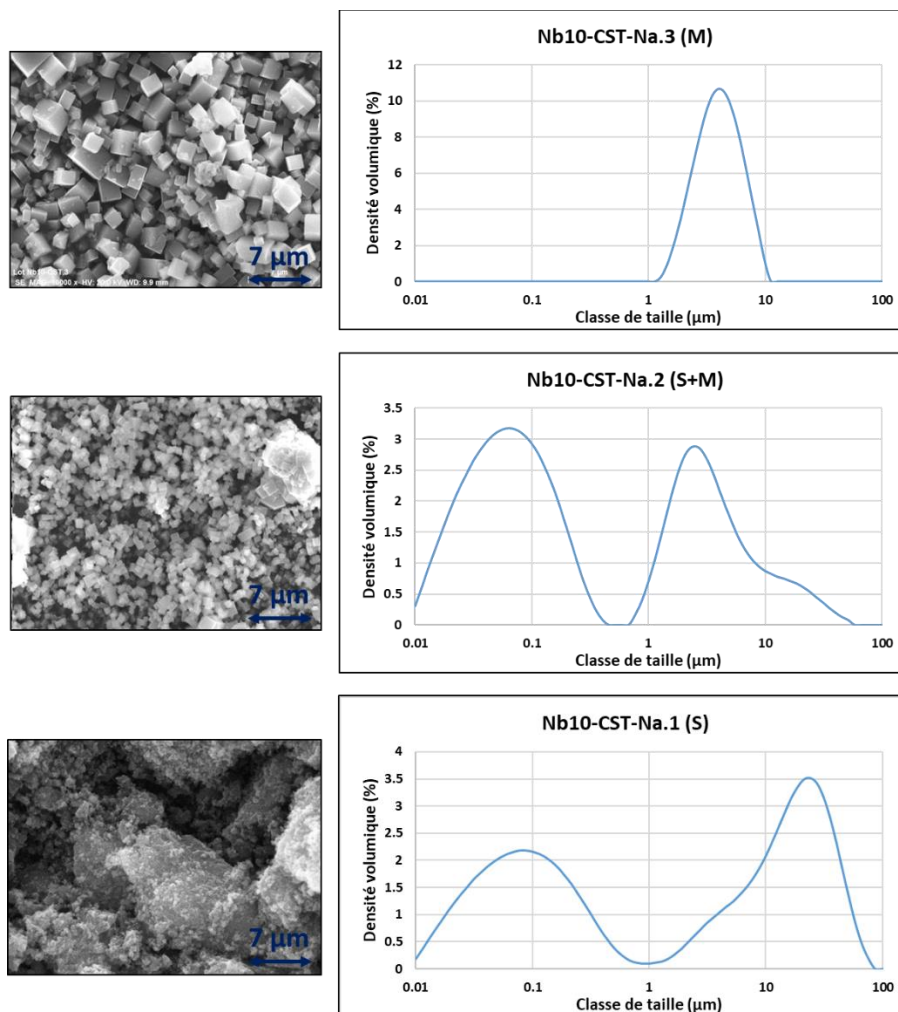 Nb10-CST-Na.3 (M)
Densité volumique (%)
12
10
8
6
4
2
0
0.01 0.1 1 10 100
Classe de taille (µm)
7 µm
Nb10-CST-Na.2 (S+M)
Densité volumique (%)
3.5
3
2.5
2
1.5
1
0.5
0
0.01 0.1 1 10 100
Classe de taille (µm)
7 µm
Nb10-CST-Na.1 (S)
Densité volumique (%)
4
3.5
3
2.5
2
1.5
1
0.5
0
0.01 0.1 1 10 100
Classe de taille (µm)
7 µm